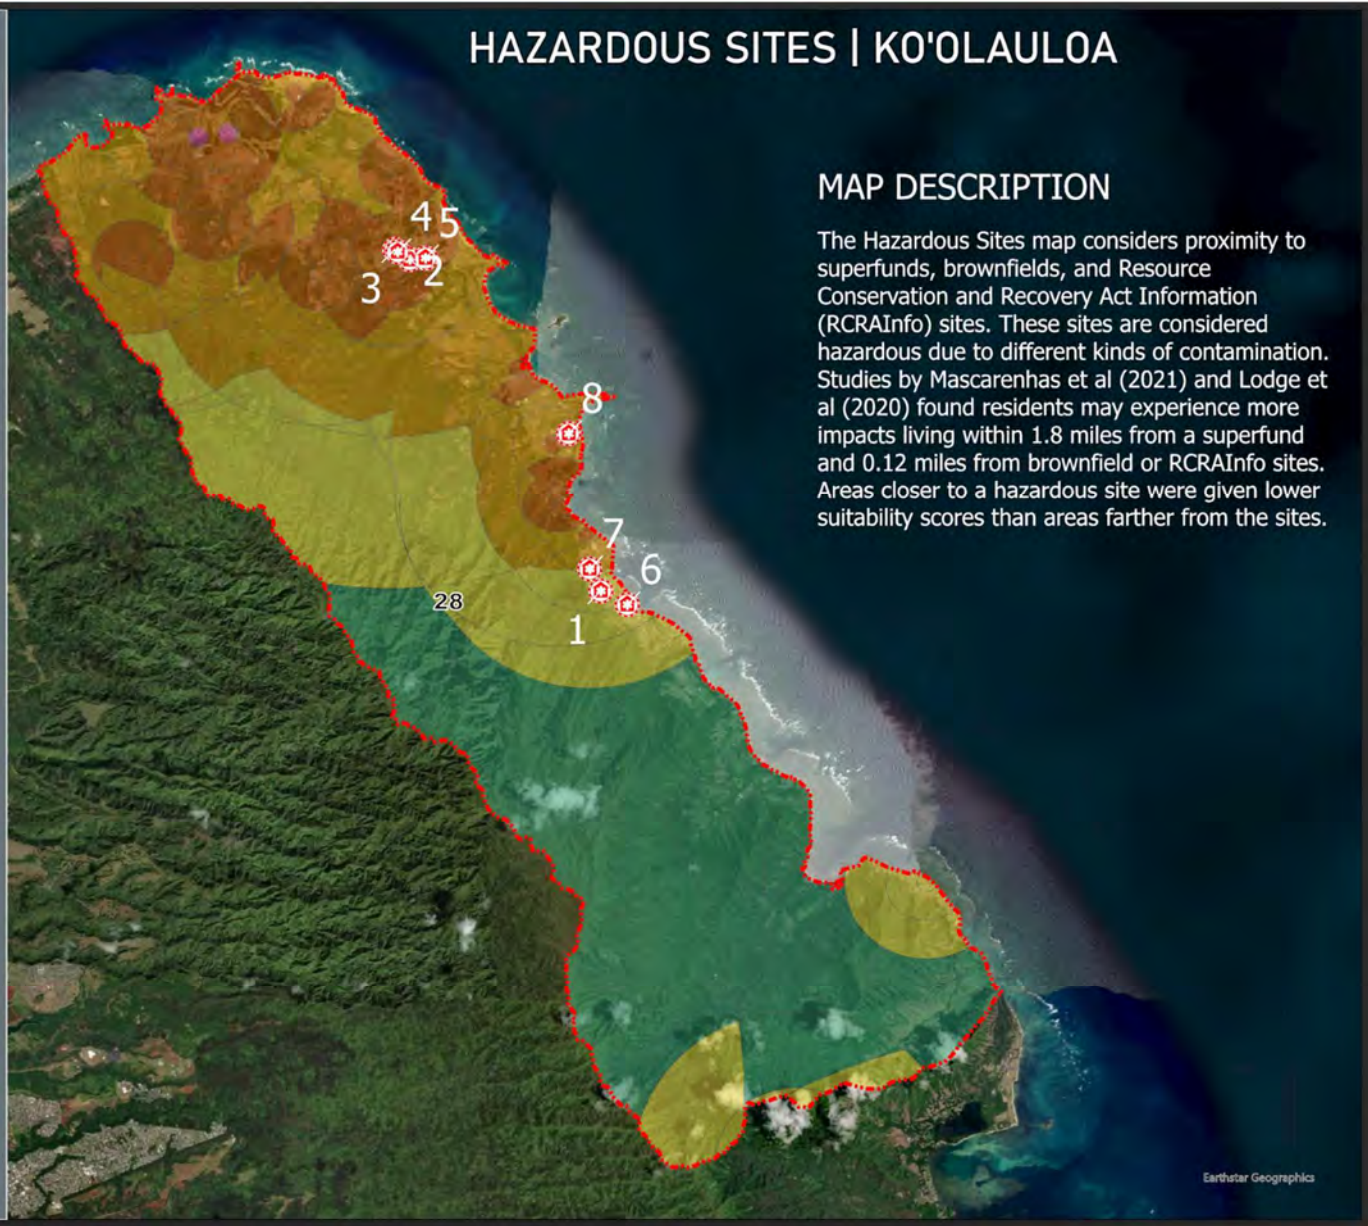 HAZARDOUS SITES | KO'OLAULOA
MAP DESCRIPTION
The Hazardous Sites map considers proximity to
superfunds, brownfields, and Resource
Conservation and Recovery Act Information
(RCRAInfo) sites. These sites are considered
hazardous due to different kinds of contamination.
Studies by Mascarenhas et al (2021) and Lodge et
al (2020) found residents may experience more
impacts living within 1.8 miles from a superfund
and 0.12 miles from brownfield or RCRAInfo sites.
Areas closer to a hazardous site were given lower
suitability scores than areas farther from the sites.
4 5
2
3
8
7
6
28
1
Earthstar Geographics